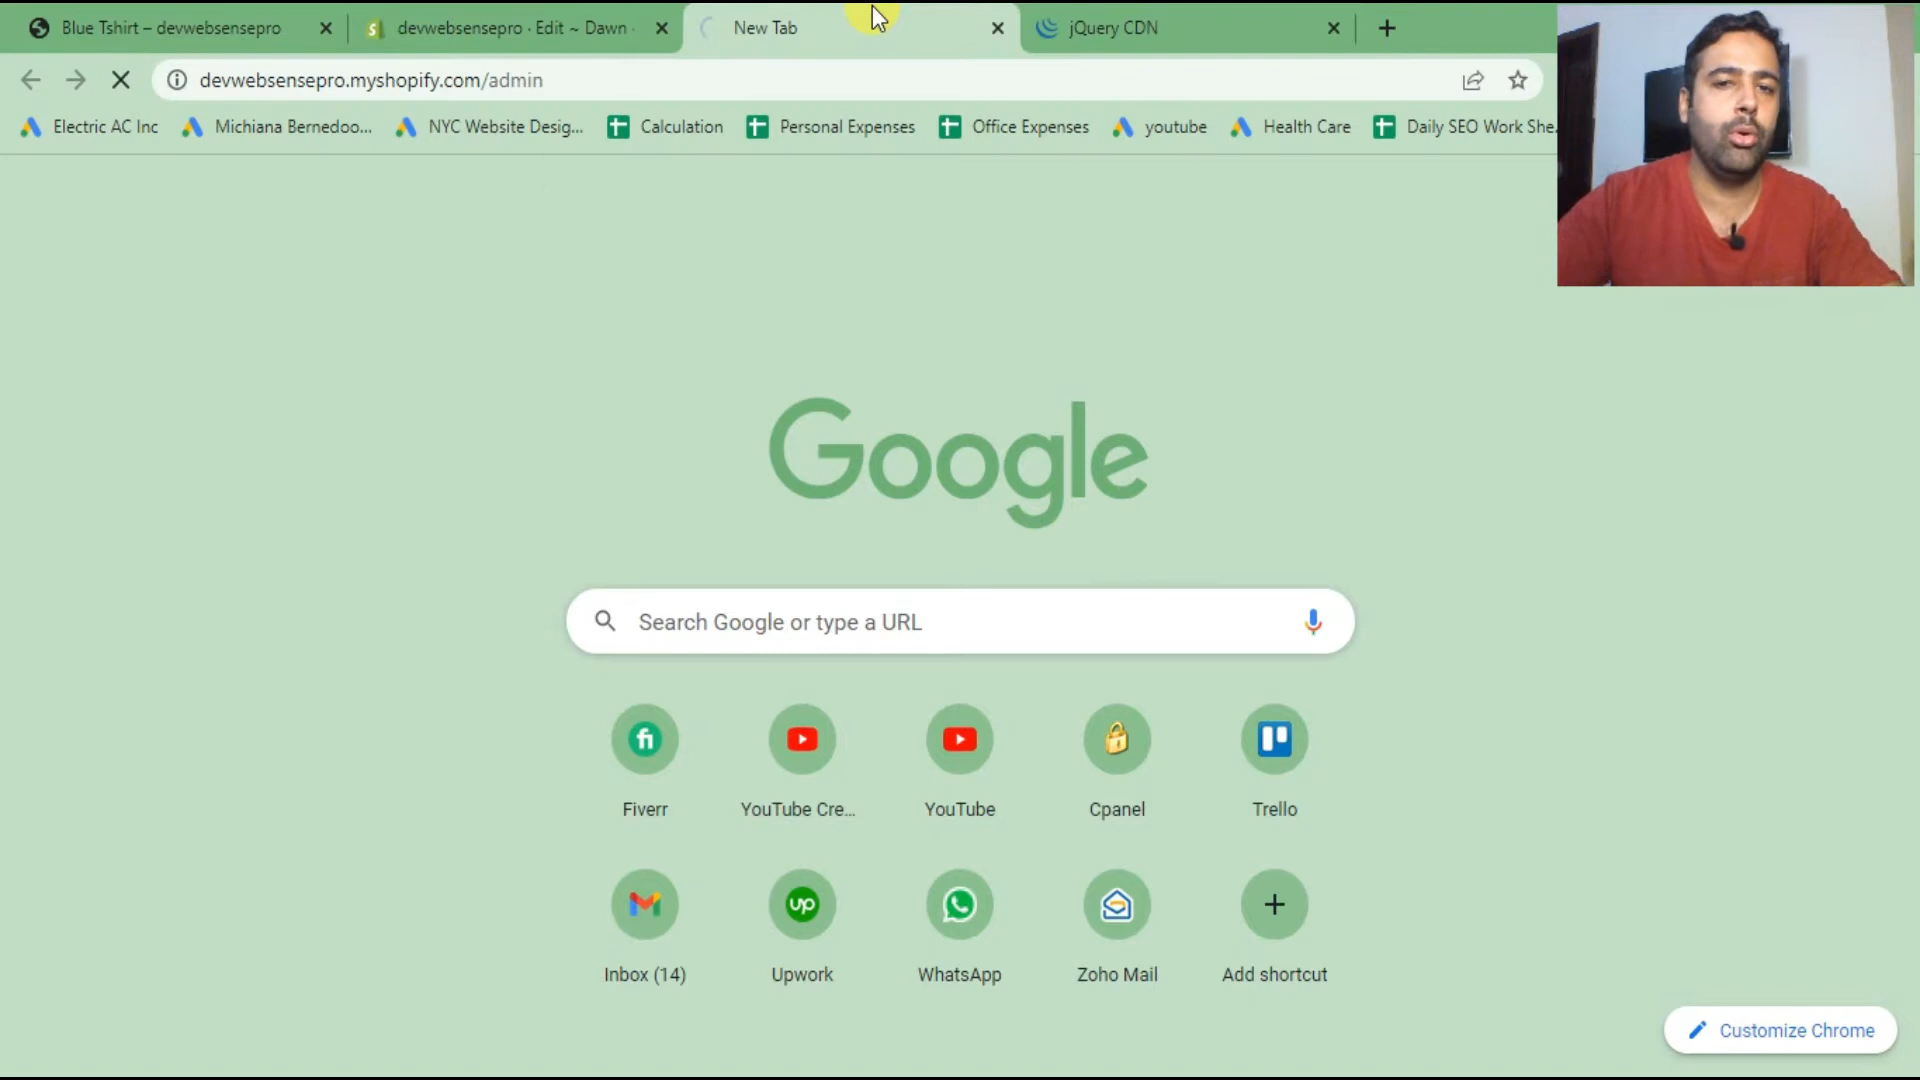 Blue Tshirt – devwebsensepro
devwebsensepro · Edit ~ Dawn ·
New Tab
jQuery CDN
devwebsensepro.myshopify.com/admin
Electric AC Inc
Michiana Bernedoo...
NYC Website Desig...
Calculation
Personal Expenses
Office Expenses
youtube
Health Care
Daily SEO Work She.
Google
Search Google or type a URL
Fiverr
YouTube Cre...
YouTube
Cpanel
Trello
Inbox (14)
Upwork
WhatsApp
Zoho Mail
Add shortcut
Customize Chrome